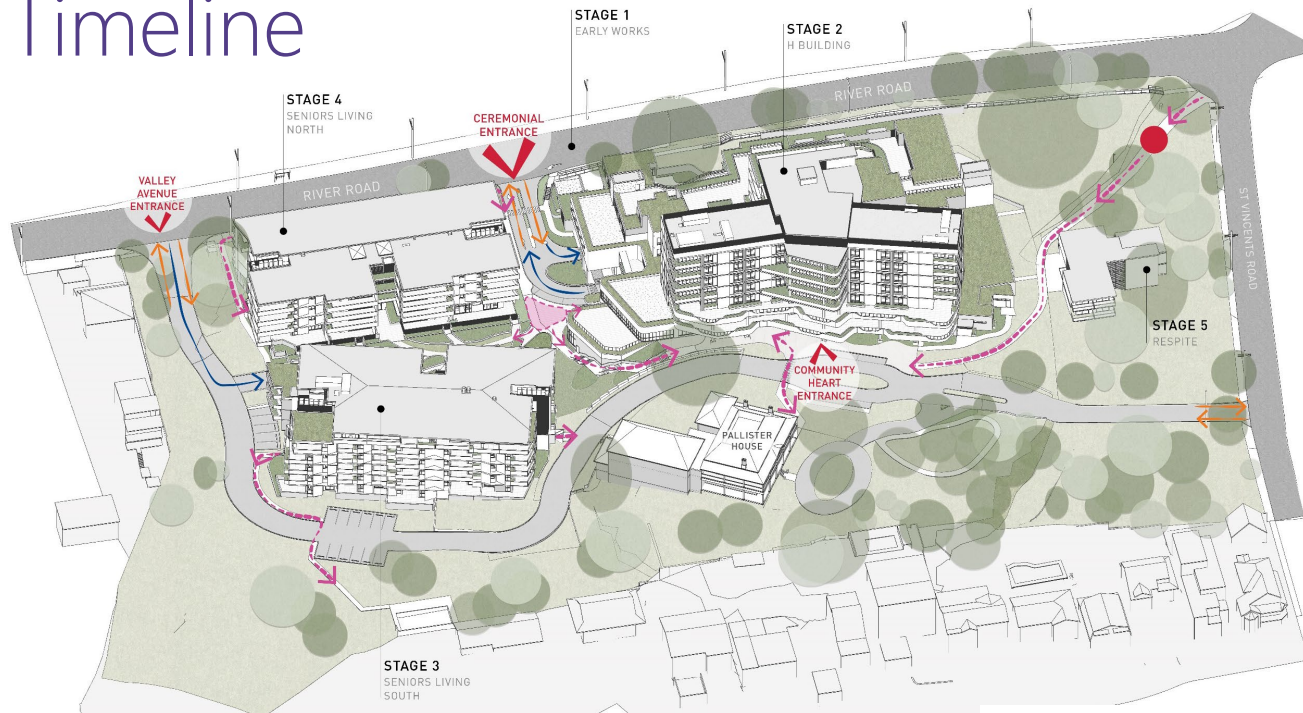 Timeline
STAGE 1
EARLY WORKS
STAGE 2
H BUILDING
RIVER ROAD
STAGE 4
SENIORS LIVING
NORTH
CEREMONIAL
ENTRANCE
VALLEY
AVENUE
ENTRANCE
RIVER ROAD
ST VINCENTS ROAD
STAGE 5
RESPITE
COMMUNITY
HEART
ENTRANCE
PALLISTER
HOUSE
STAGE 3
SENIORS LIVING
SOUTH